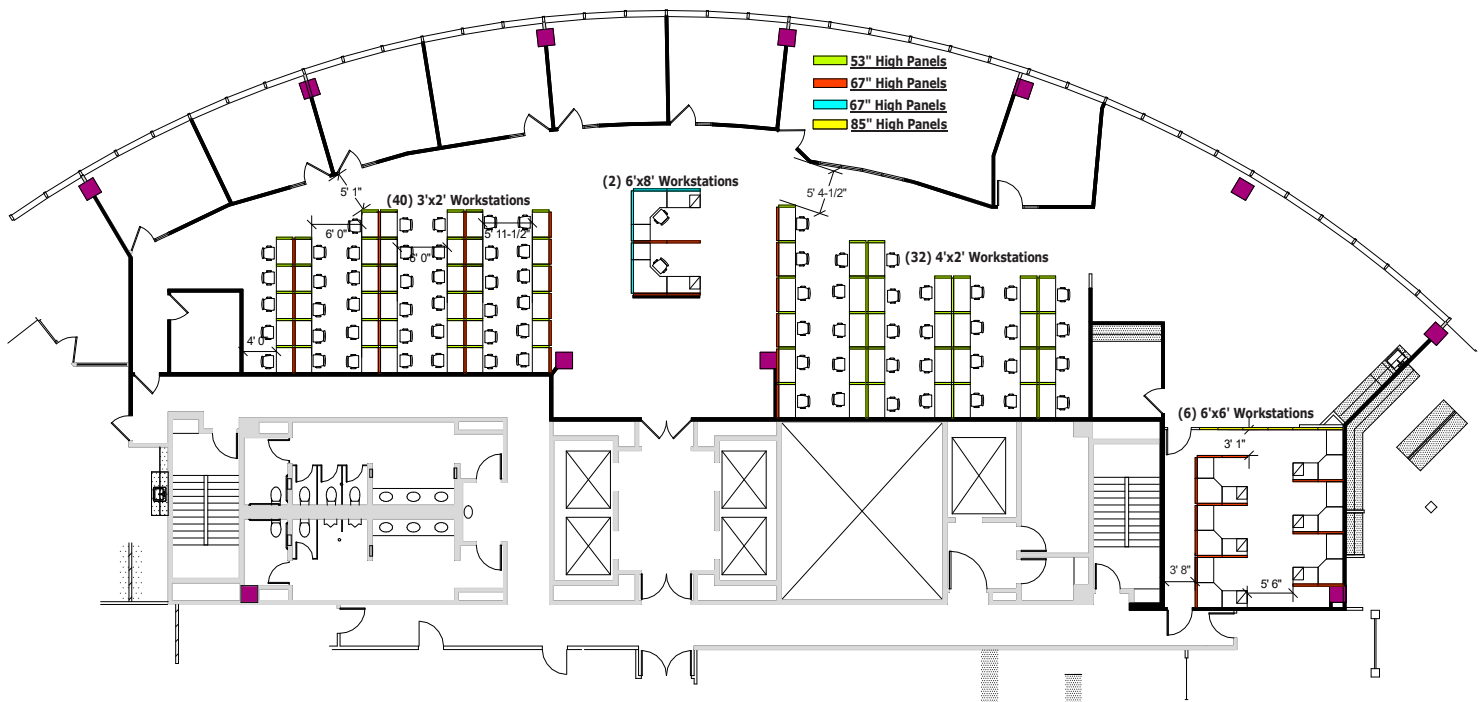 53" High Panels
67" High Panels
67" High Panels
85" High Panels
(2) 6'x8' Workstations
5' 1"
(40) 3'x2' Workstations
5' 4-1/2"
6' 0"
5' 11-1/2"
6' 0"
(32) 4'x2' Workstations
4' 0"
(6) 6'x6' Workstations
3' 1"
3' 8"
5' 6"